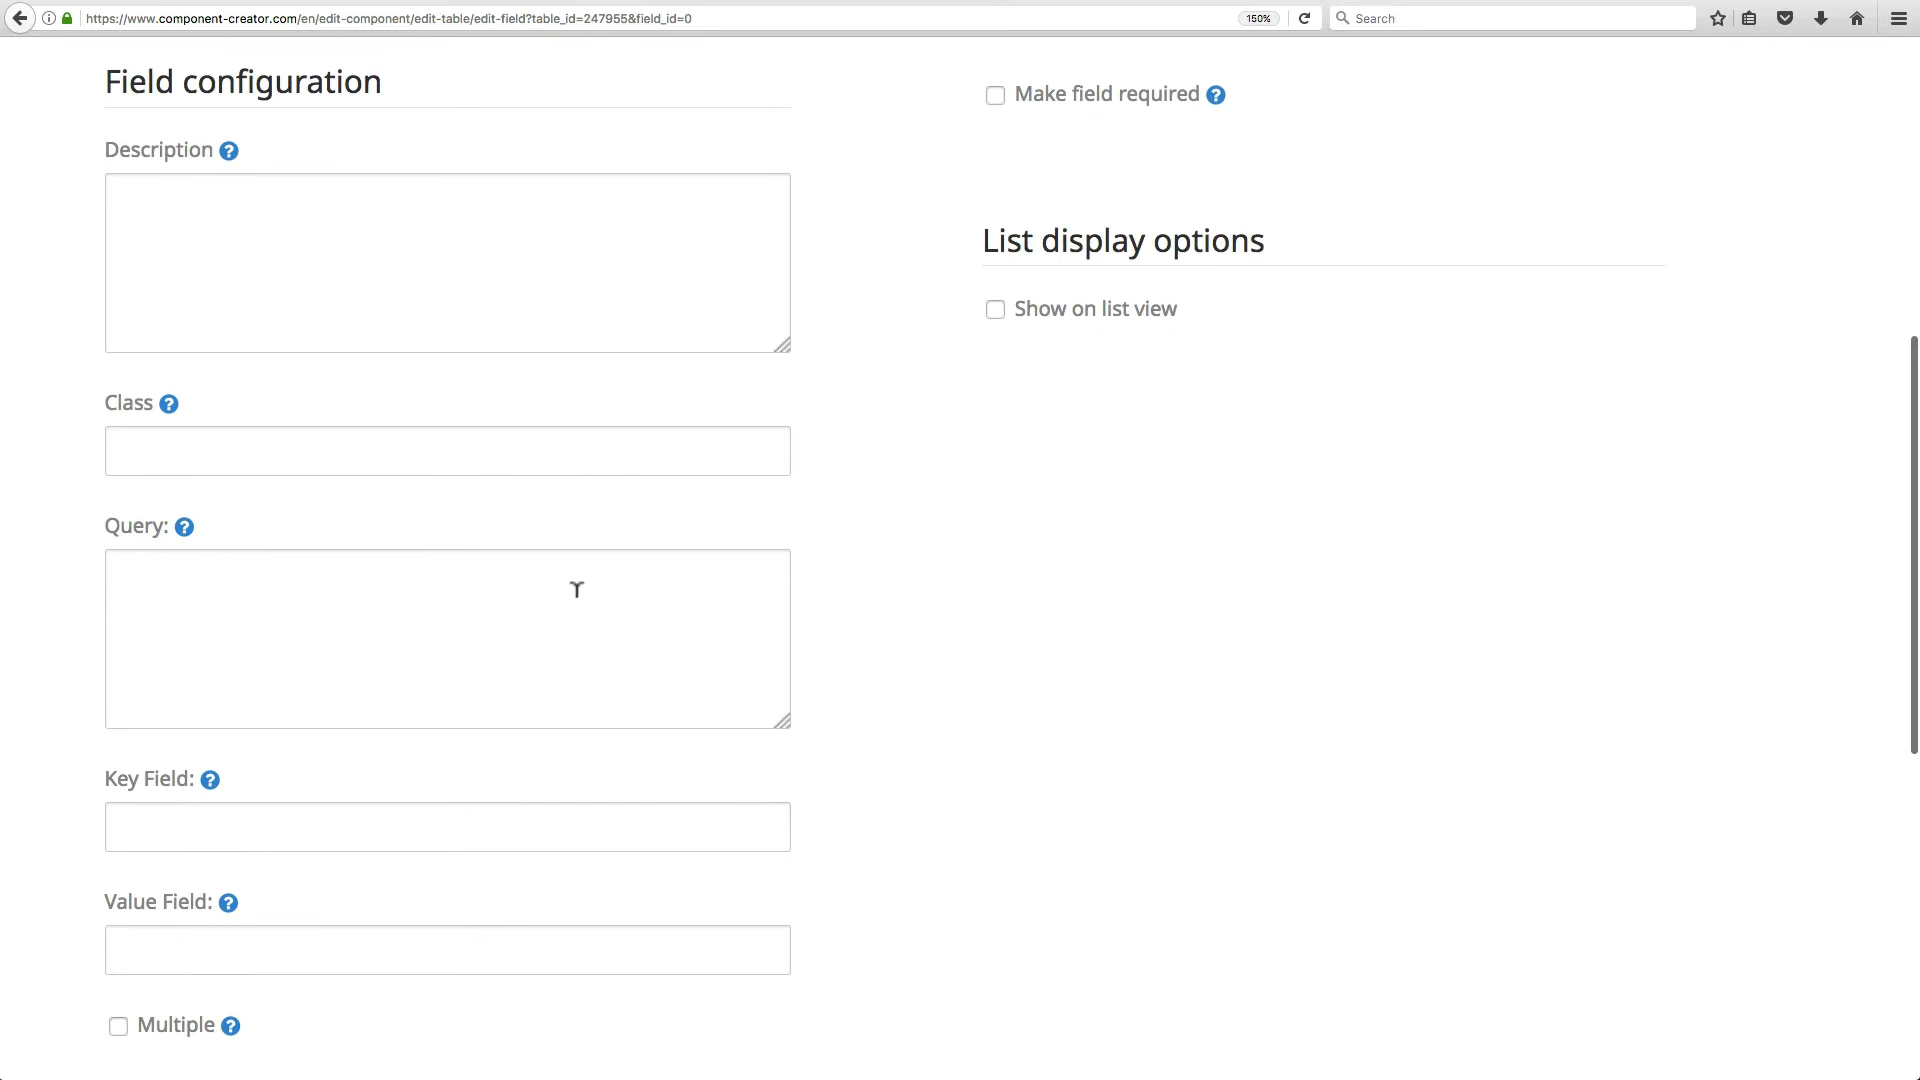 https://www.component-creator.com/en/edit-component/edit-table/edit-field?table_id=247955&field_id=0
150%
Search
Field configuration
Description ?
Class ?
Query: ?
Key Field: ?
Value Field: ?
Multiple ?
Make field required ?
List display options
Show on list view